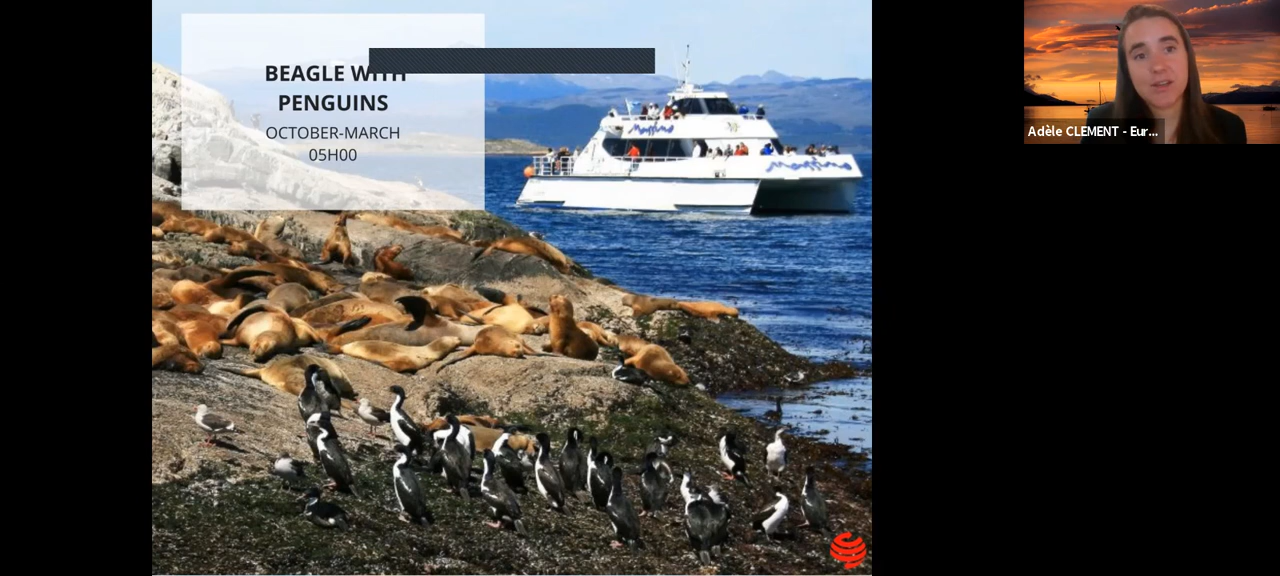 BEAGLE WITH
PENGUINS
OCTOBER-MARCH
05H00
Adèle CLEMENT - Eur...